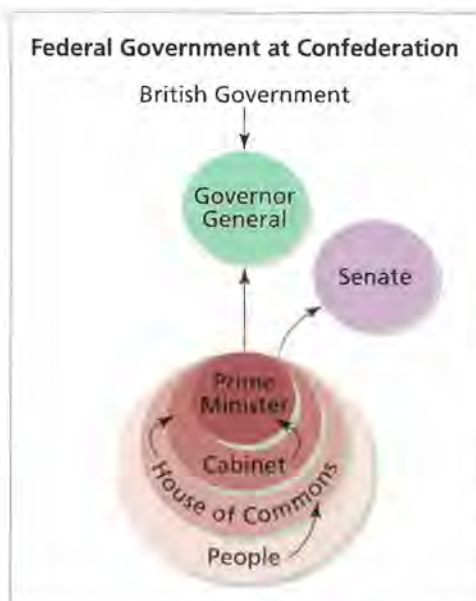 Federal Government at Confederation
British Government
Governor
General
Senate
Prime
Minister
Cabinet
House of Commons
People